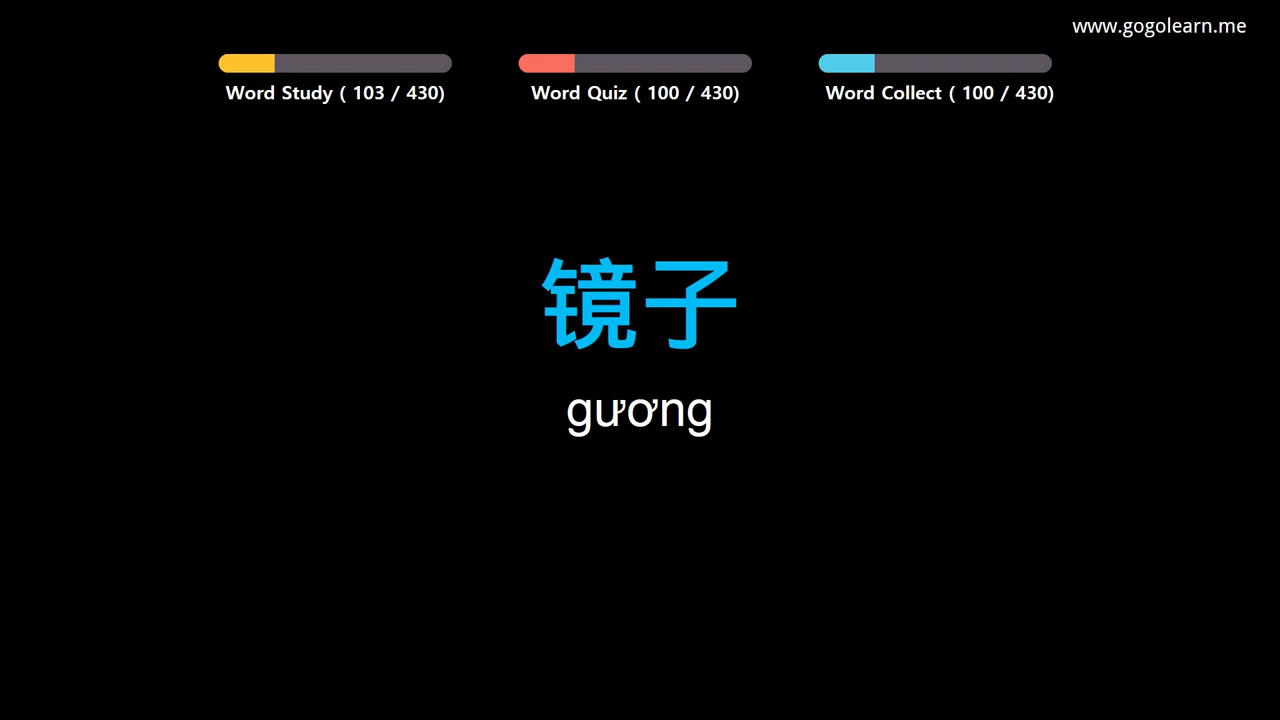 www.gogolearn.me
Word Study ( 103 / 430)
Word Quiz ( 100 / 430)
Word Collect ( 100 / 430)
镜子
gương